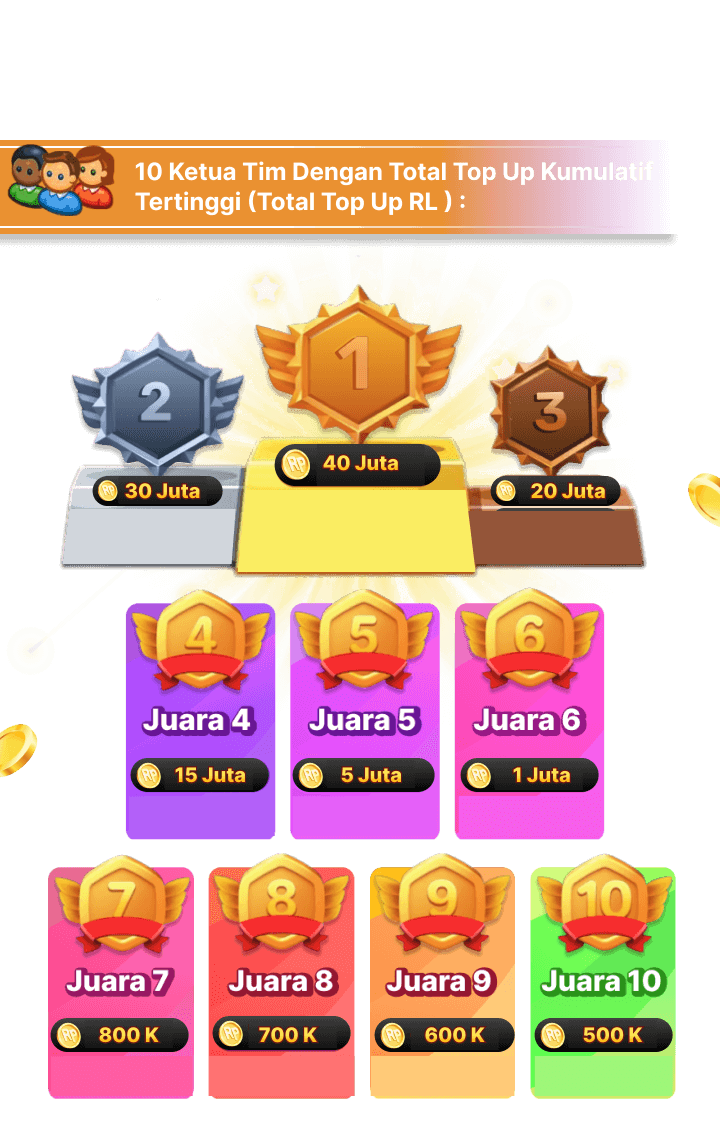 10 Ketua Tim Dengan Total Top Up Kumulatif
Tertinggi (Total Top Up RL ) :
1
2
3
RP 40 Juta
RP 30 Juta
RP 20 Juta
4
5
6
Juara 4
Juara 5
Juara 6
RP 15 Juta
RP 5 Juta
RP 1 Juta
7
8
9
10
Juara 7
Juara 8
Juara 9
Juara 10
RP 800 K
RP 700 K
RP 600 K
RP 500 K